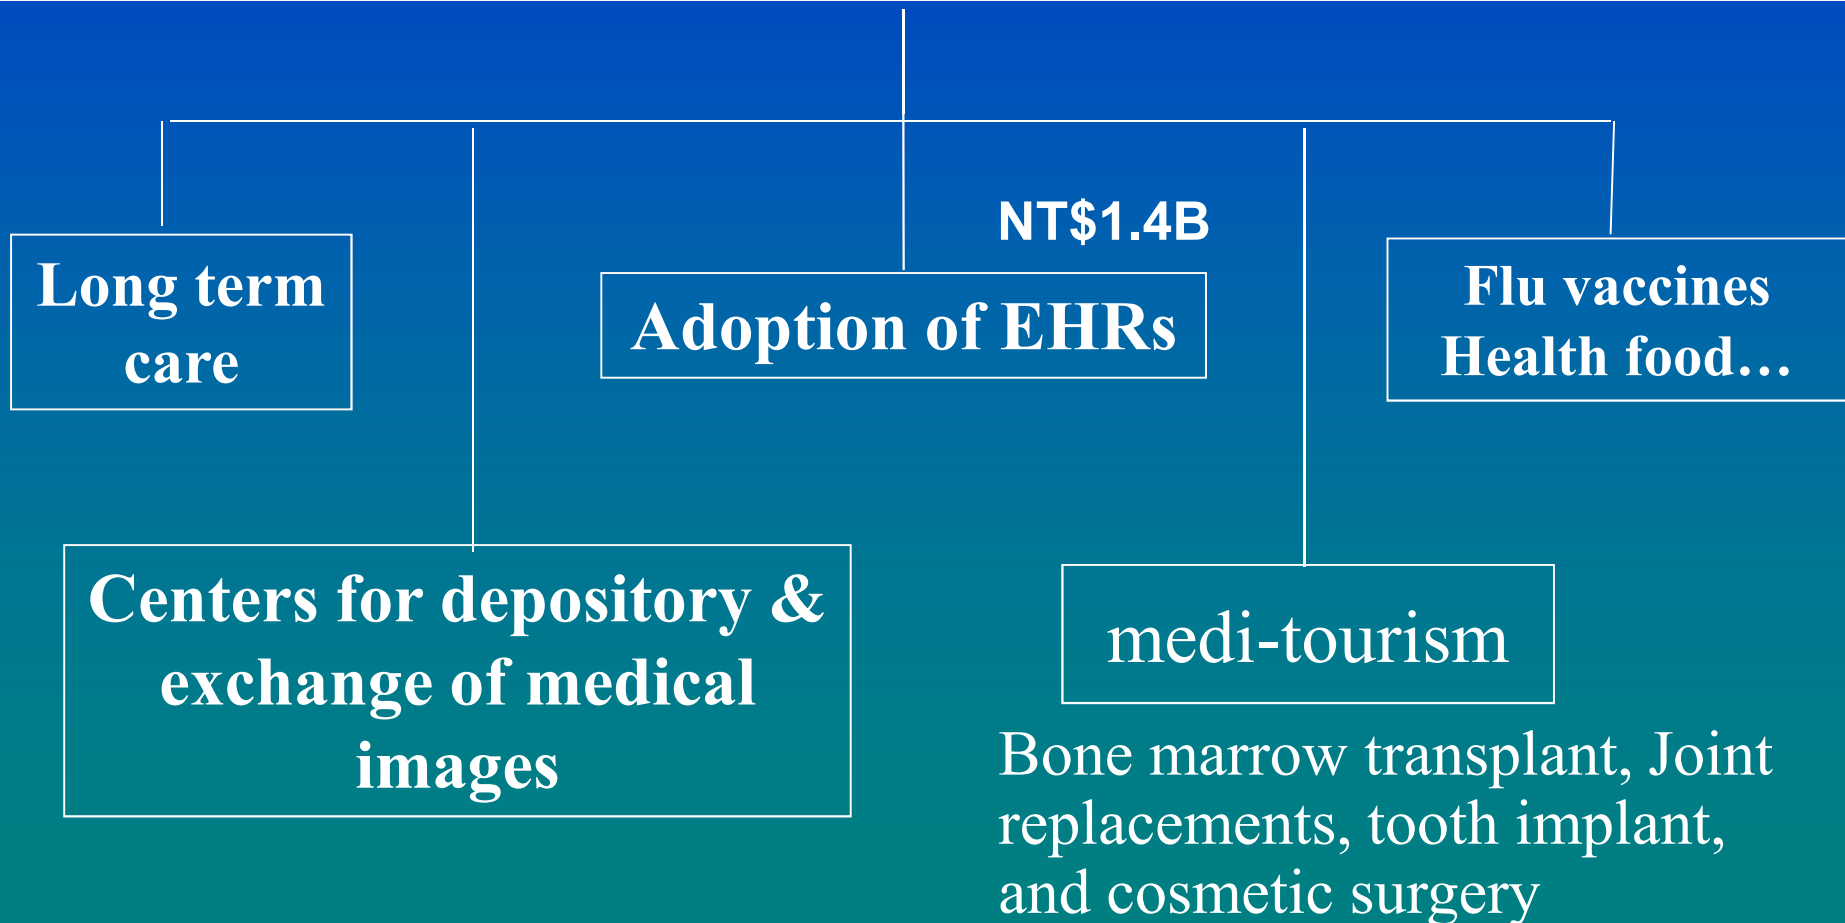 NT$1.4B
Long term
care
Adoption of EHRs
Flu vaccines
Health food…
Centers for depository &
exchange of medical
images
medi-tourism
Bone marrow transplant, Joint
replacements, tooth implant,
and cosmetic surgery